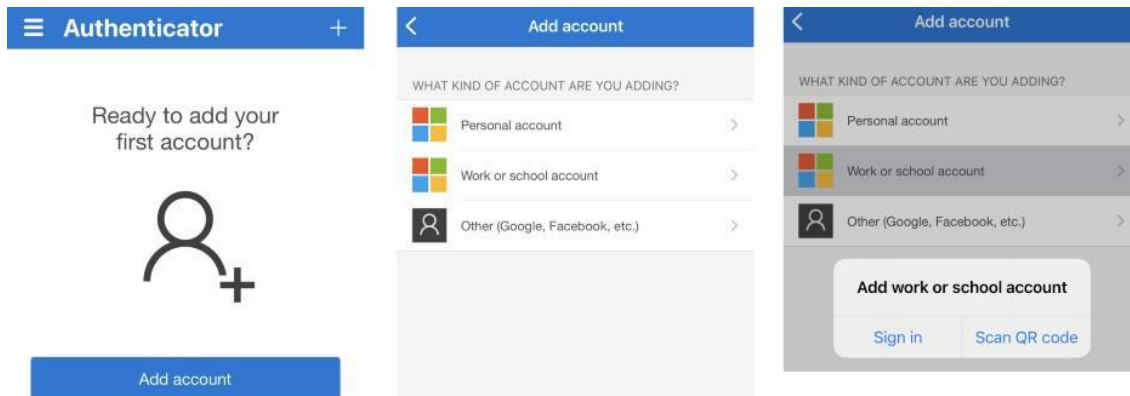 Authenticator
Ready to add your
first account?
Add account
Add account
WHAT KIND OF ACCOUNT ARE YOU ADDING?
Personal account
Work or school account
Other (Google, Facebook, etc.)
Add account
WHAT KIND OF ACCOUNT ARE YOU ADDING?
Personal account
Work or school account
Other (Google, Facebook, etc.)
Add work or school account
Sign in
Scan QR code